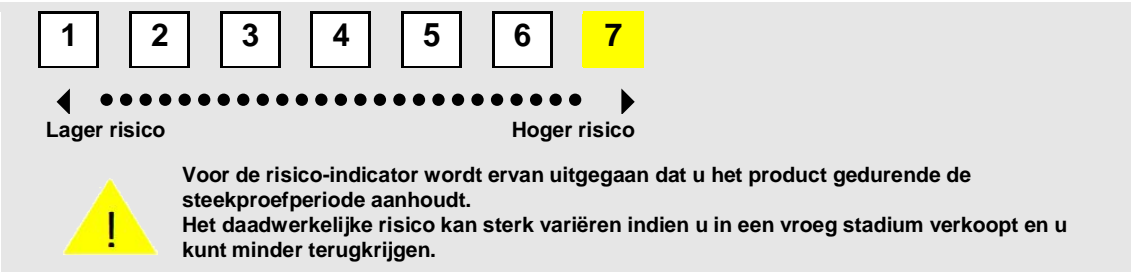 1 2 3 4 5 6 7
Lager risico Hoger risico
Voor de risico-indicator wordt ervan uitgegaan dat u het product gedurende de
steekproefperiode aanhoudt.
Het daadwerkelijke risico kan sterk variëren indien u in een vroeg stadium verkoopt en u
! kunt minder terugkrijgen.